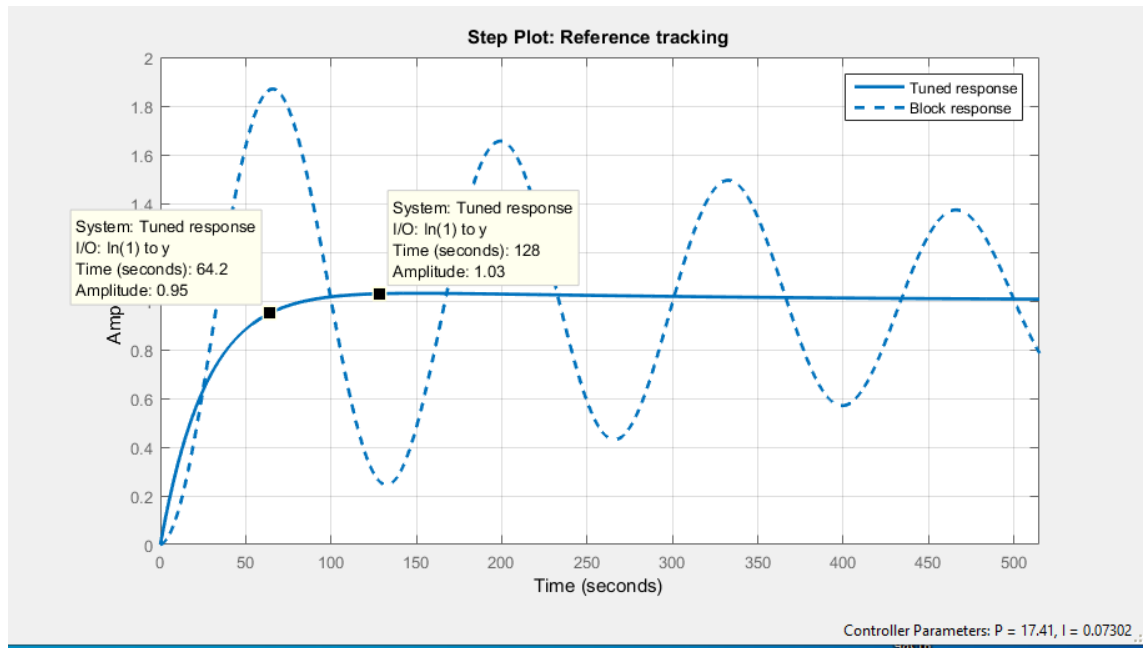 Step Plot: Reference tracking
Tuned response
Block response
2
1.8
1.6
1.4
System: Tuned response
I/O: In(1) to y
Time (seconds): 64.2
Amplitude: 0.95
System: Tuned response
I/O: In(1) to y
Time (seconds): 128
Amplitude: 1.03
Amp
0.8
0.6
0.4
0.2
0
0 50 100 150 200 250 300 350 400 450 500
Time (seconds)
Controller Parameters: P = 17.41, I = 0.07302